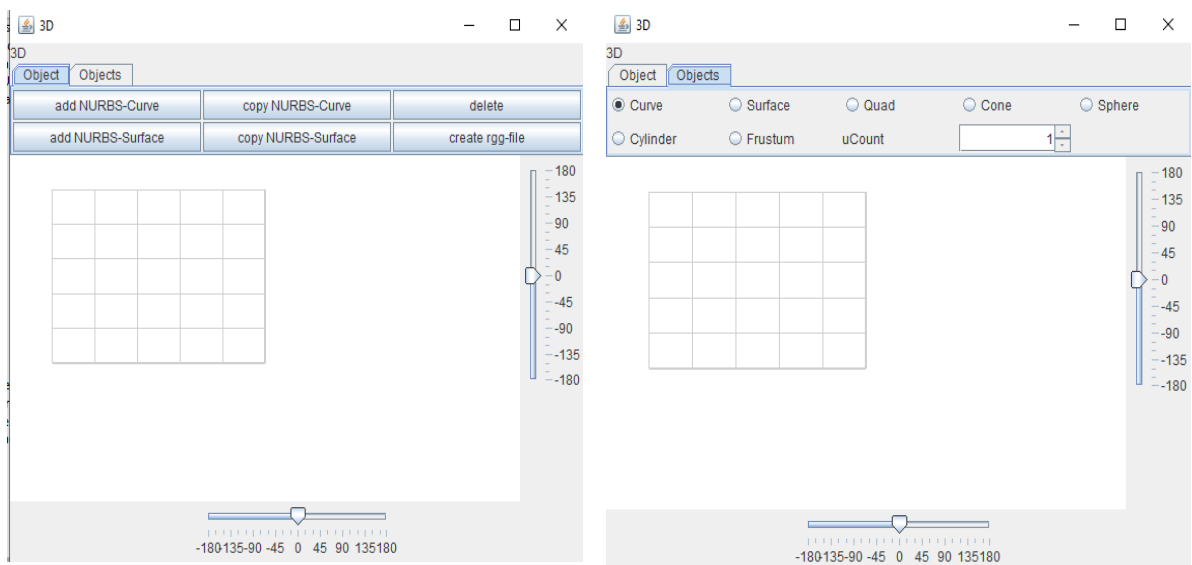 3D
3D
Object Objects
add NURBS-Curve copy NURBS-Curve delete
add NURBS-Surface copy NURBS-Surface create rgg-file
180
135
90
45
0
-45
-90
-135
-180
-180-135-90 -45 0 45 90 135180
3D
3D
Object Objects
Curve Surface Quad Cone Sphere
Cylinder Frustum uCount 1
180
135
90
45
0
-45
-90
-135
-180
-180-135-90 -45 0 45 90 135180